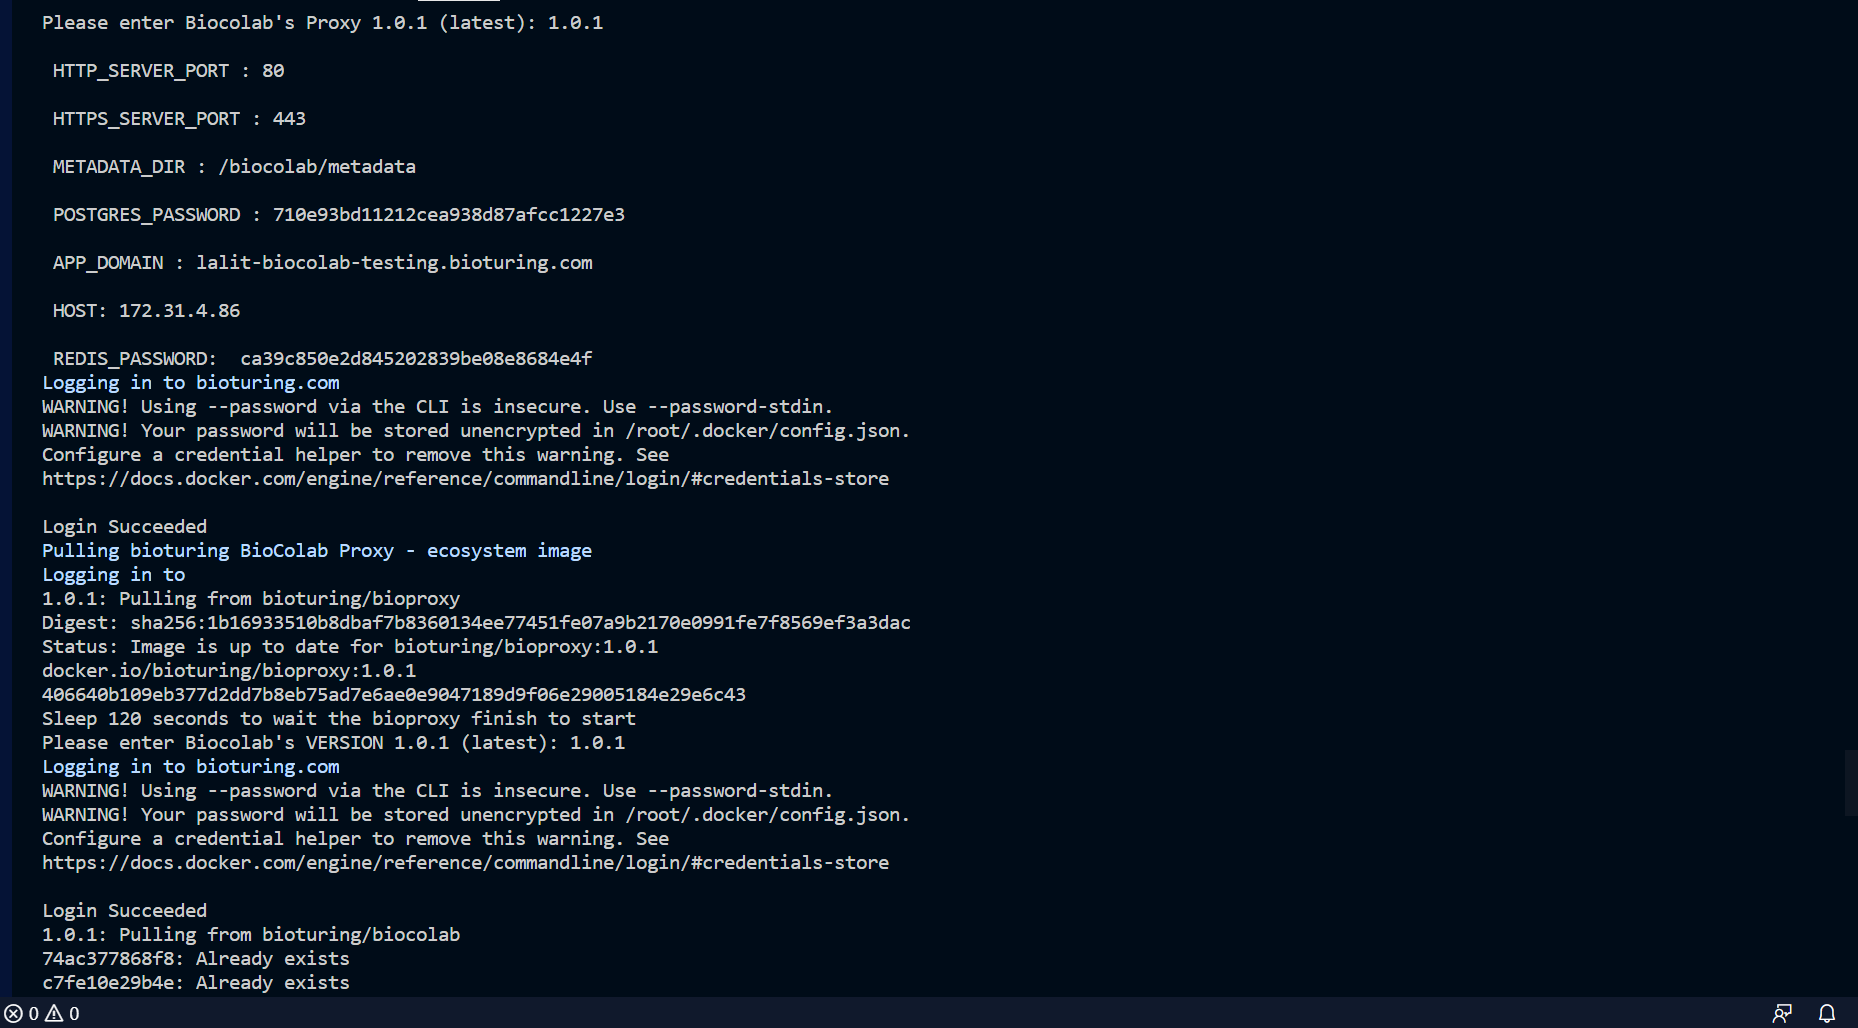 Please enter Biocolab's Proxy 1.0.1 (latest): 1.0.1
HTTP_SERVER_PORT : 80
HTTPS_SERVER_PORT : 443
METADATA_DIR : /biocolab/metadata
POSTGRES_PASSWORD : 710e93bd11212cea938d87afcc1227e3
APP_DOMAIN : lalit-biocolab-testing.bioturing.com
HOST: 172.31.4.86
REDIS_PASSWORD:  ca39c850e2d845202839be08e8684e4f
Logging in to bioturing.com
WARNING! Using --password via the CLI is insecure. Use --password-stdin.
WARNING! Your password will be stored unencrypted in /root/.docker/config.json.
Configure a credential helper to remove this warning. See
https://docs.docker.com/engine/reference/commandline/login/#credentials-store
Login Succeeded
Pulling bioturing BioColab Proxy - ecosystem image
Logging in to
1.0.1: Pulling from bioturing/bioproxy
Digest: sha256:1b16933510b8dbaf7b8360134ee77451fe07a9b2170e0991fe7f8569ef3a3dac
Status: Image is up to date for bioturing/bioproxy:1.0.1
docker.io/bioturing/bioproxy:1.0.1
406640b109eb377d2dd7b8eb75ad7e6ae0e9047189d9f06e29005184e29e6c43
Sleep 120 seconds to wait the bioproxy finish to start
Please enter Biocolab's VERSION 1.0.1 (latest): 1.0.1
Logging in to bioturing.com
WARNING! Using --password via the CLI is insecure. Use --password-stdin.
WARNING! Your password will be stored unencrypted in /root/.docker/config.json.
Configure a credential helper to remove this warning. See
https://docs.docker.com/engine/reference/commandline/login/#credentials-store
Login Succeeded
1.0.1: Pulling from bioturing/biocolab
74ac377868f8: Already exists
c7fe10e29b4e: Already exists
0 0